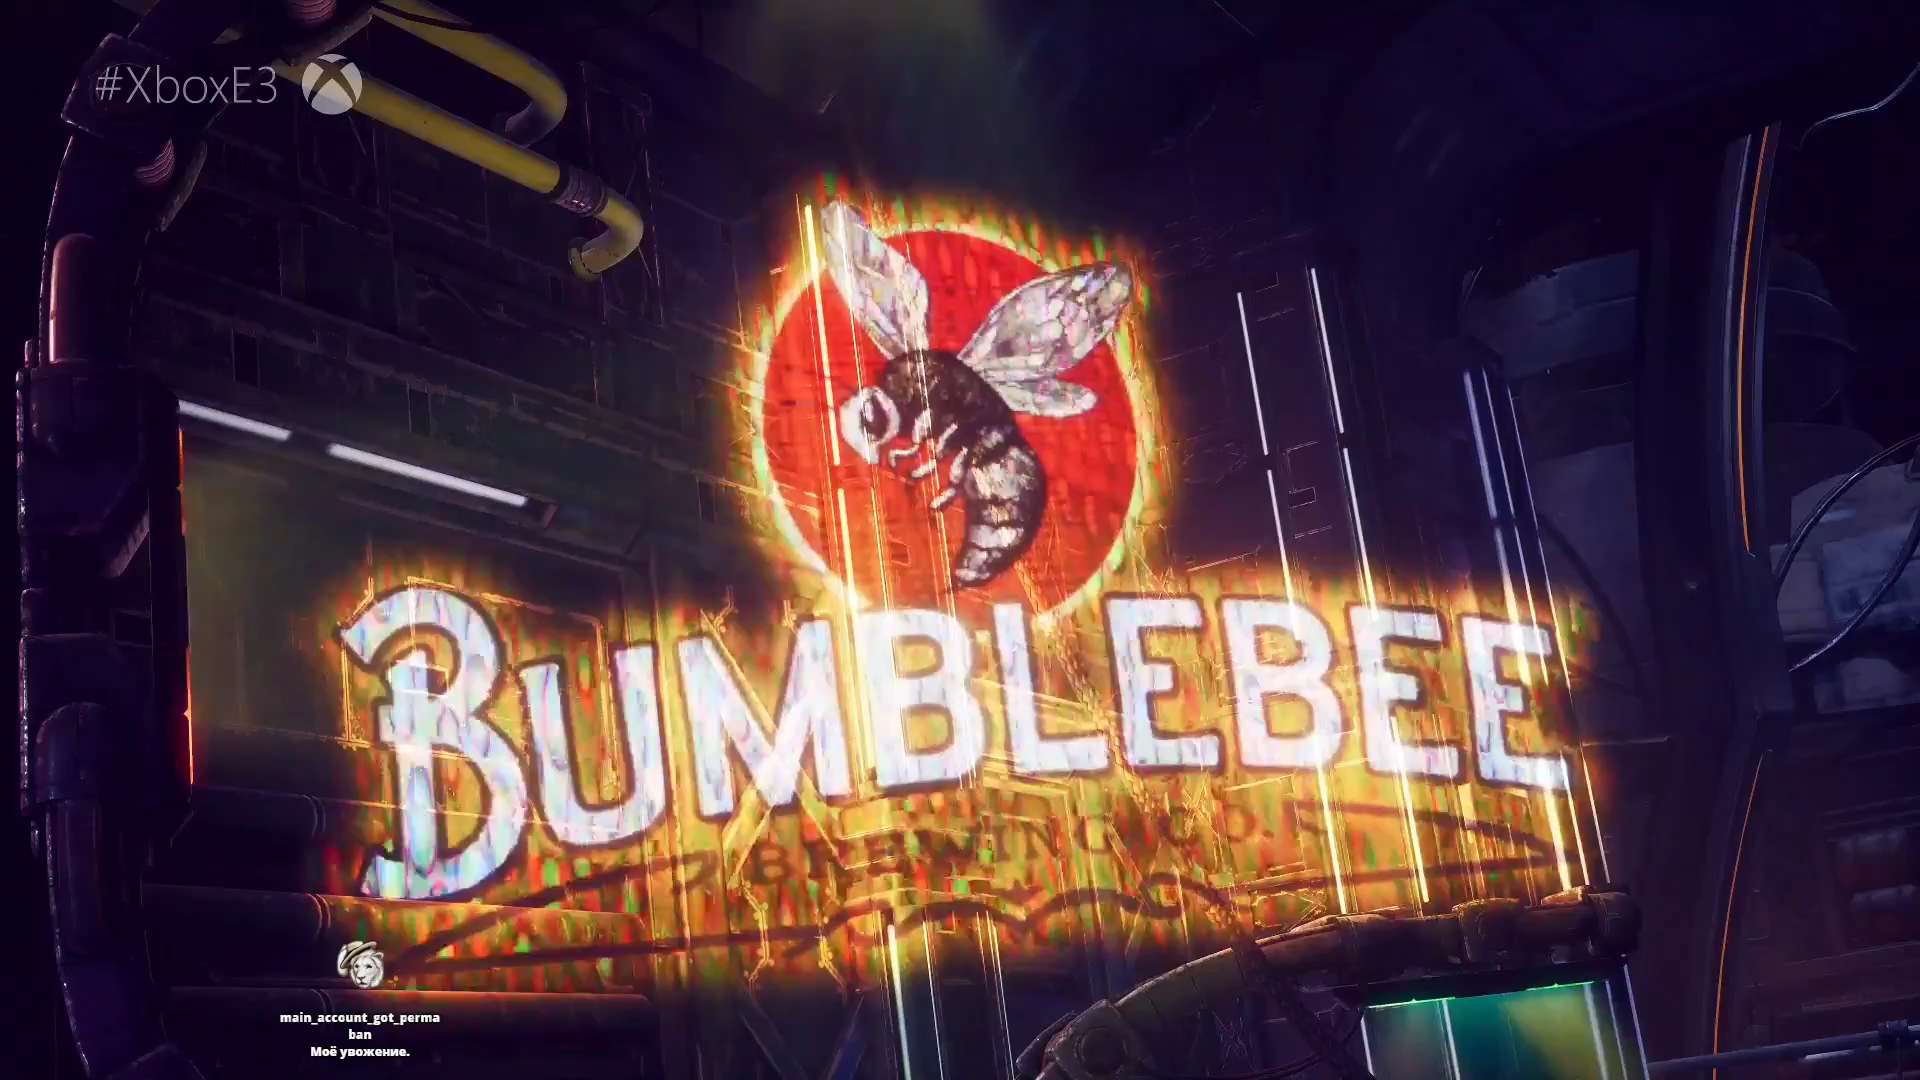 #XboxE3
BUMBLEBEE
BREWING CO.
main_account_got_perma
ban
Моё увожение.